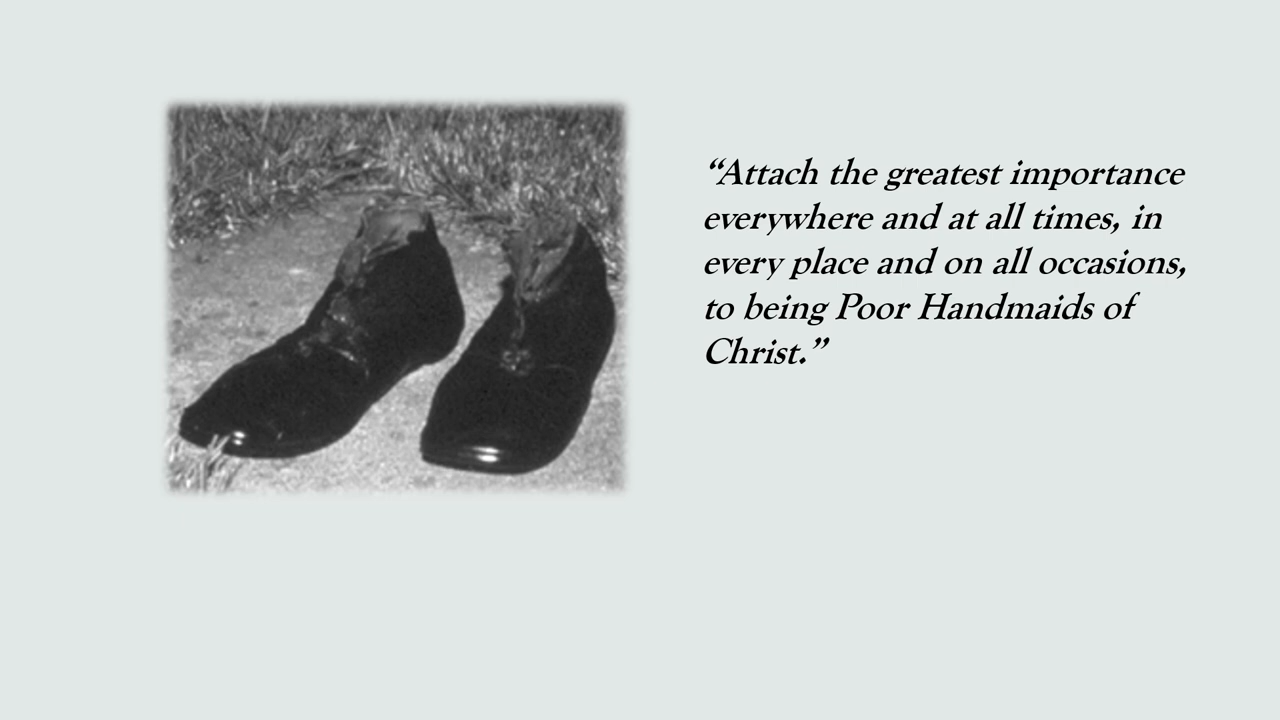 “Attach the greatest importance
everywhere and at all times, in
every place and on all occasions,
to being Poor Handmaids of
Christ.”